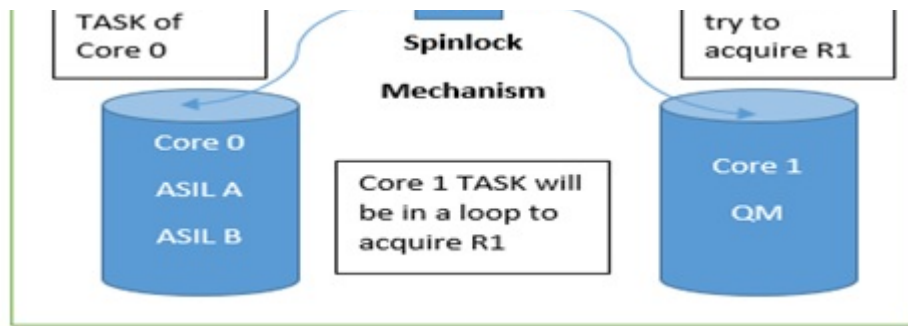 TASK of
Core 0
Spinlock
Mechanism
try to
acquire R1
Core 0
ASIL A
ASIL B
Core 1 TASK will
be in a loop to
acquire R1
Core 1
QM